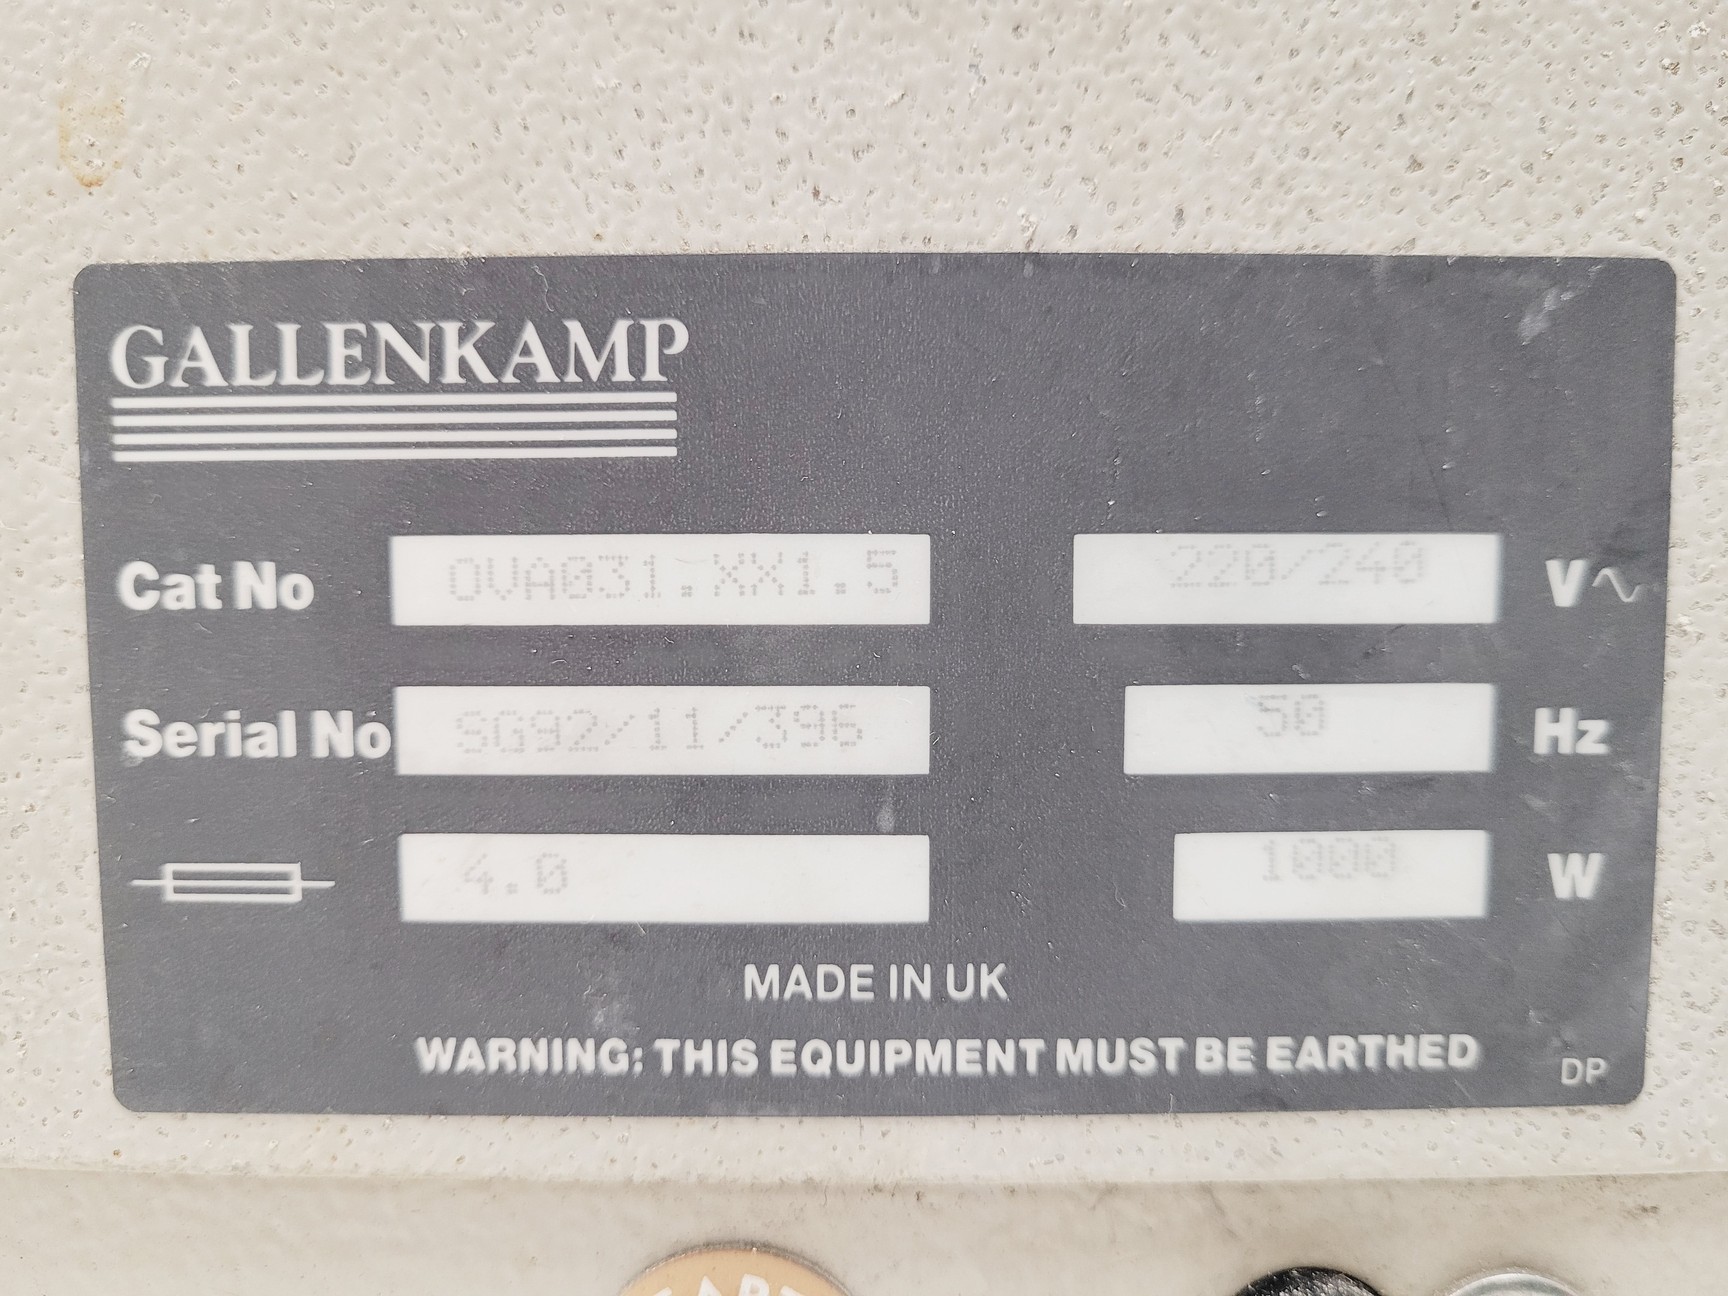 GALLENKAMP
Cat No OVA031.XX1.5 220/240 V
Serial No SG92/11/396 50 Hz
4.0 1000 W
MADE IN UK
WARNING: THIS EQUIPMENT MUST BE EARTHED
DP